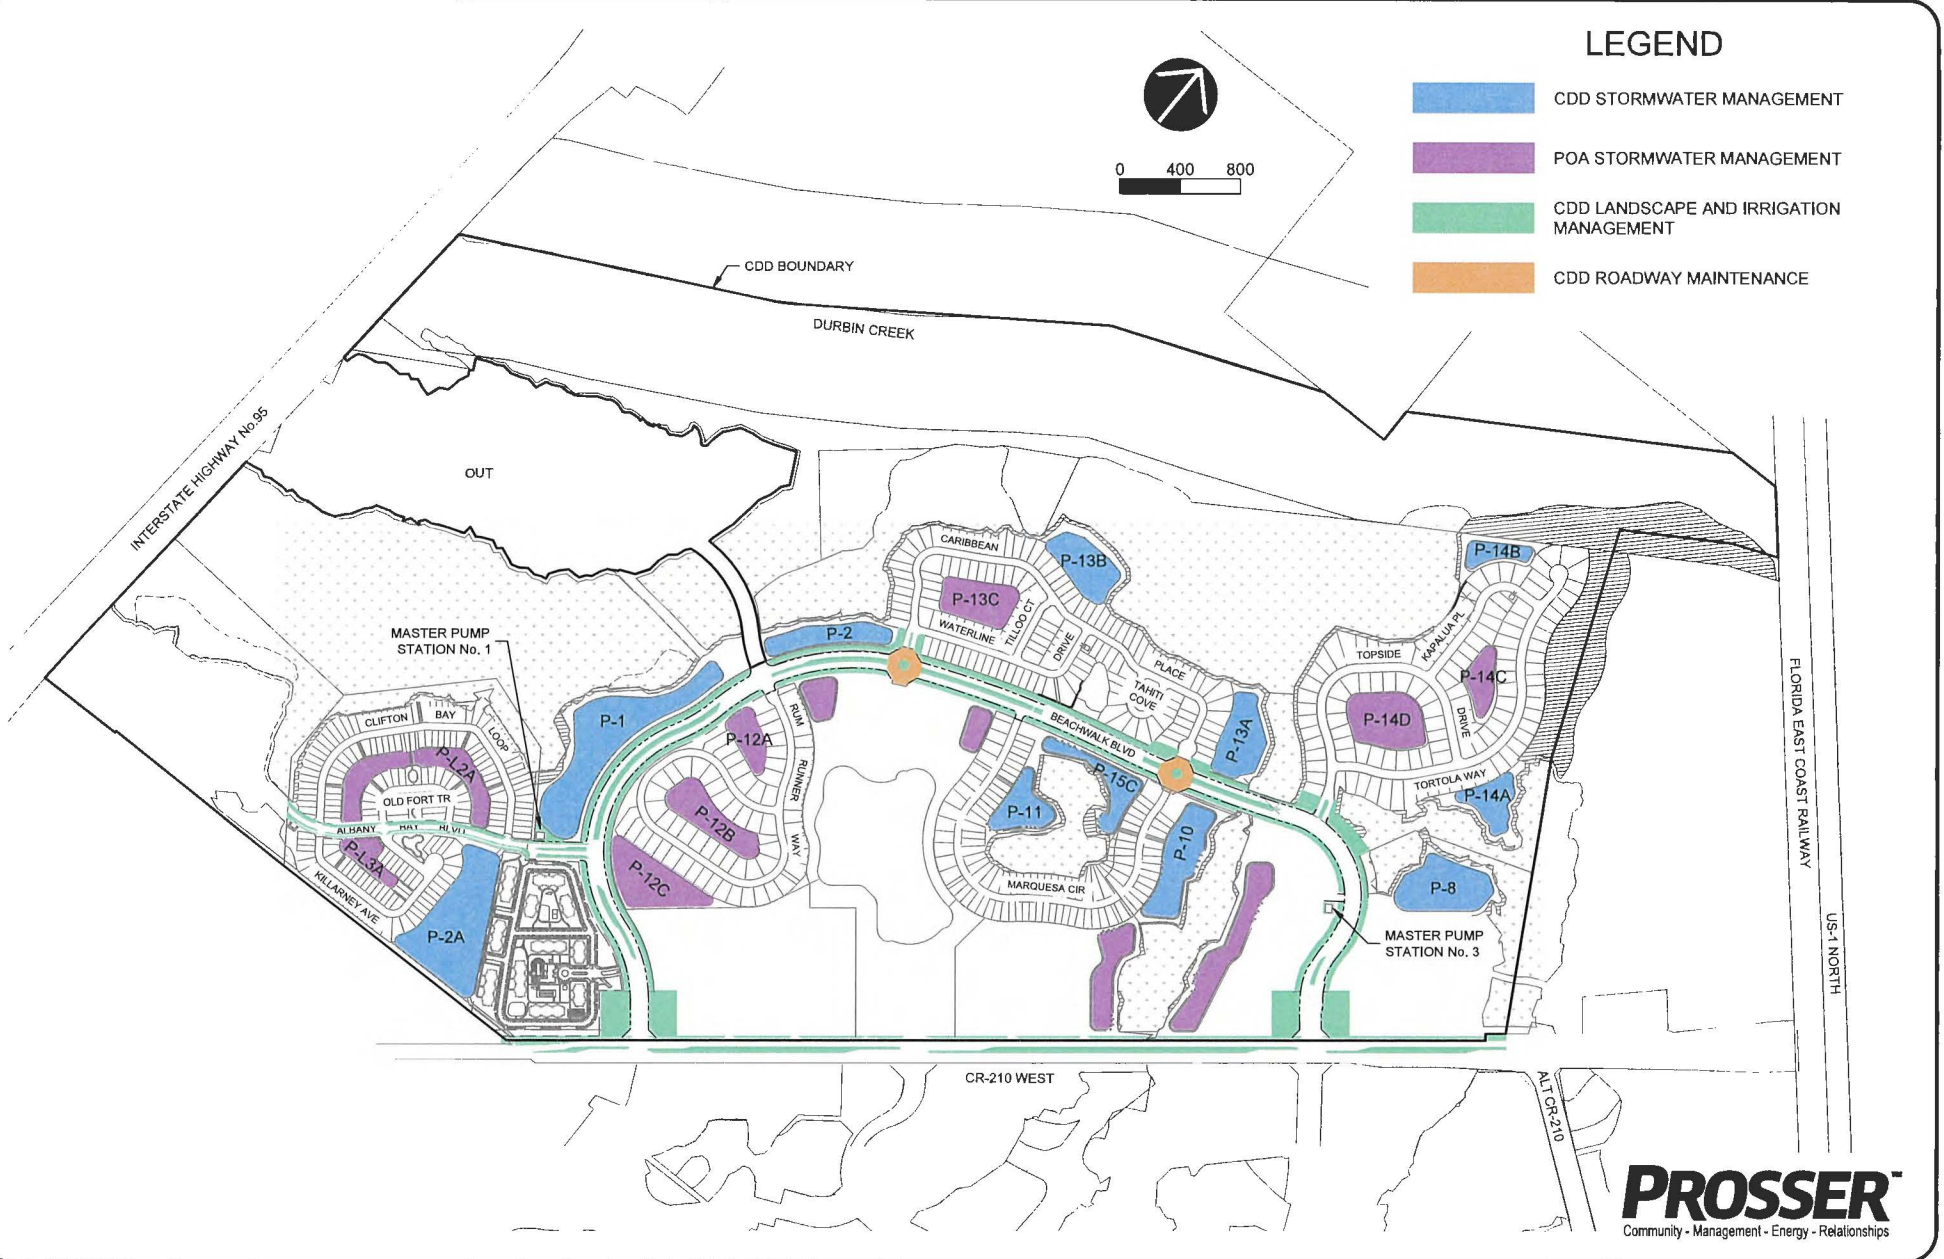 LEGEND
CDD STORMWATER MANAGEMENT
POA STORMWATER MANAGEMENT
CDD LANDSCAPE AND IRRIGATION
MANAGEMENT
CDD ROADWAY MAINTENANCE
0 400 800
CDD BOUNDARY
DURBIN CREEK
INTERSTATE HIGHWAY No.95
OUT
CARIBBEAN
P-13B
P-14B
P-13C
TILLOO CT
WATERLINE
DRIVE
P-2
MASTER PUMP
STATION No. 1
KAPALUA PL
TOPSIDE
PLACE
P-14C
TAHITI
COVE
P-1
CLIFTON
BAY
LOOP
RUM
RUNNER
WAY
P-14D
DRIVE
BEACHWALK BLVD
P-13A
P-12A
P-L2A
P-15C
TORTOLA WAY
P-14A
OLD FORT TR
P-11
ALBANY
BAY
BLVD
P-12B
P-10
P-L3A
P-12C
KILLARNEY AVE
MARQUESA CIR
P-8
P-2A
MASTER PUMP
STATION No. 3
FLORIDA EAST COAST RAILWAY
US-1 NORTH
CR-210 WEST
ALT CR-210
PROSSER™
Community - Management - Energy - Relationships